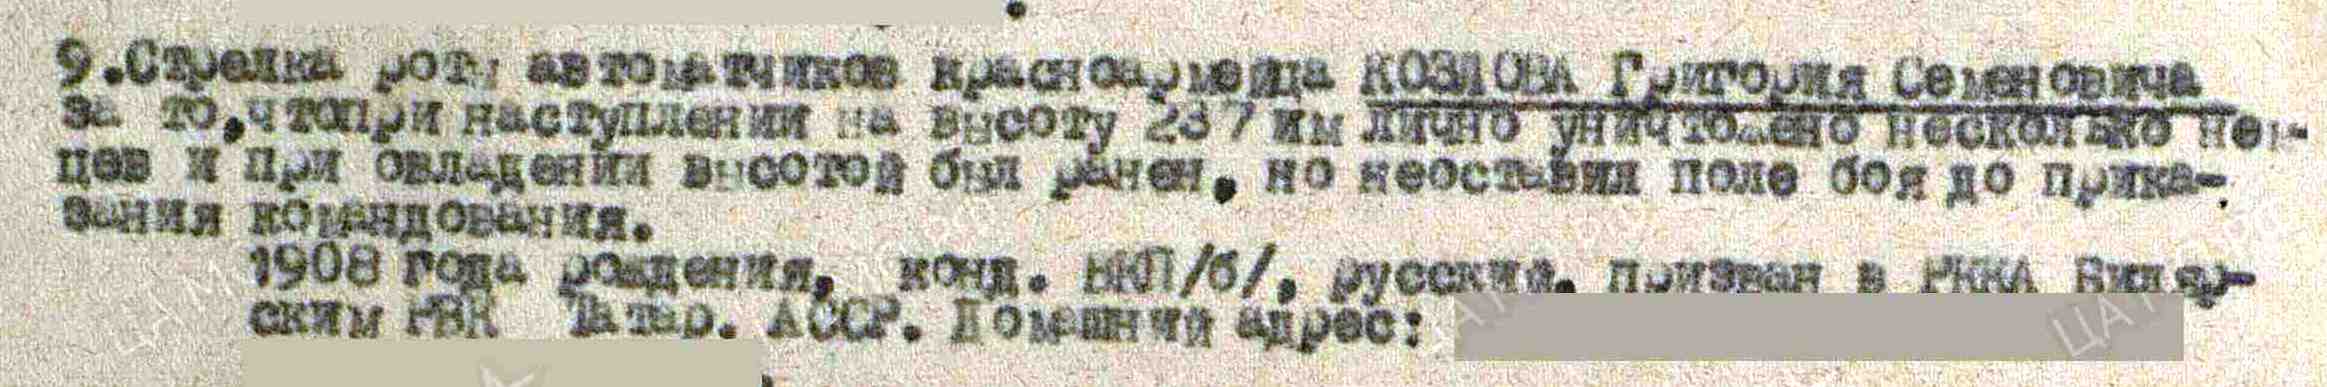 9.Стрелка роты автоматчиков красноармейца КОЗЛОВА Григория Семеновича
за то,чтопри наступлении на высоту 237 им лично уничтожено несколько нем-
цев и при овладении высотой был ранен, но неоставил поле боя до прика-
зания командования.
1908 года рождения, канд. ВКП/б/, русский, призван в РККА Биляр-
ским РВК Татар. АССР. Домашний адрес: